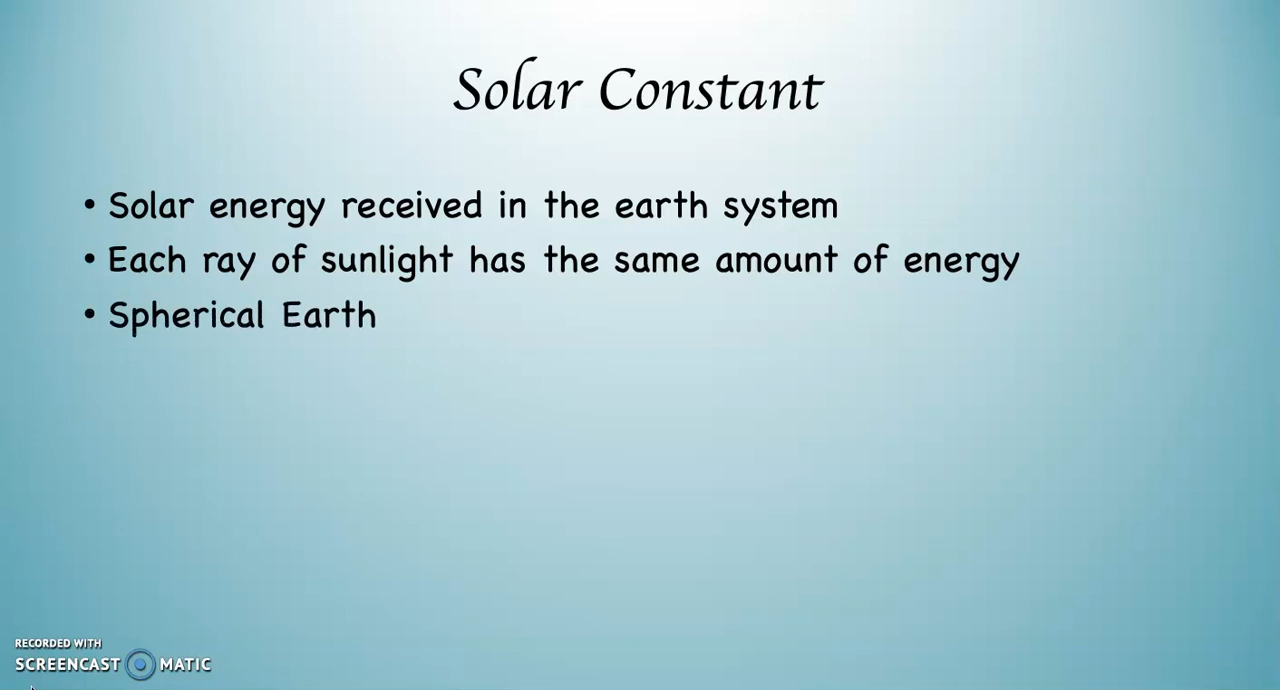 Solar Constant
• Solar energy received in the earth system
• Each ray of sunlight has the same amount of energy
• Spherical Earth
RECORDED WITH
SCREENCAST MATIC